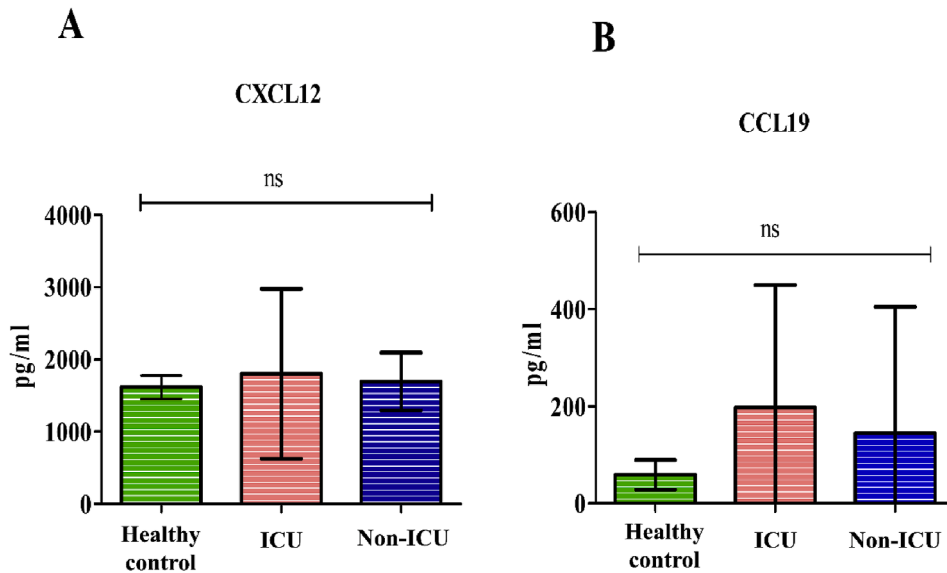 A
CXCL12
ns
4000
3000
2000
1000
0
pg/ml
Healthy
control
ICU
Non-ICU
B
CCL19
ns
600
400
200
0
pg/ml
Healthy
control
ICU
Non-ICU